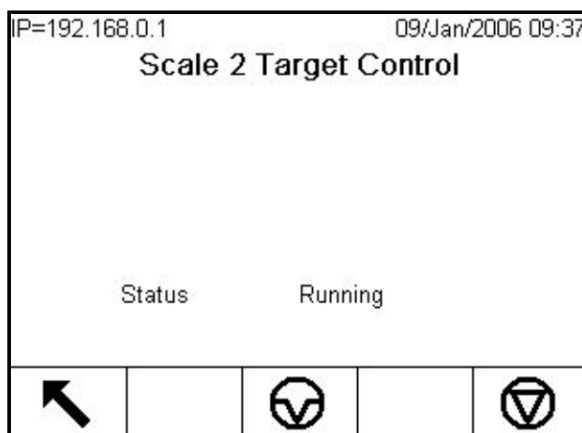 IP=192.168.0.1 09/Jan/2006 09:37
Scale 2 Target Control
Status Running